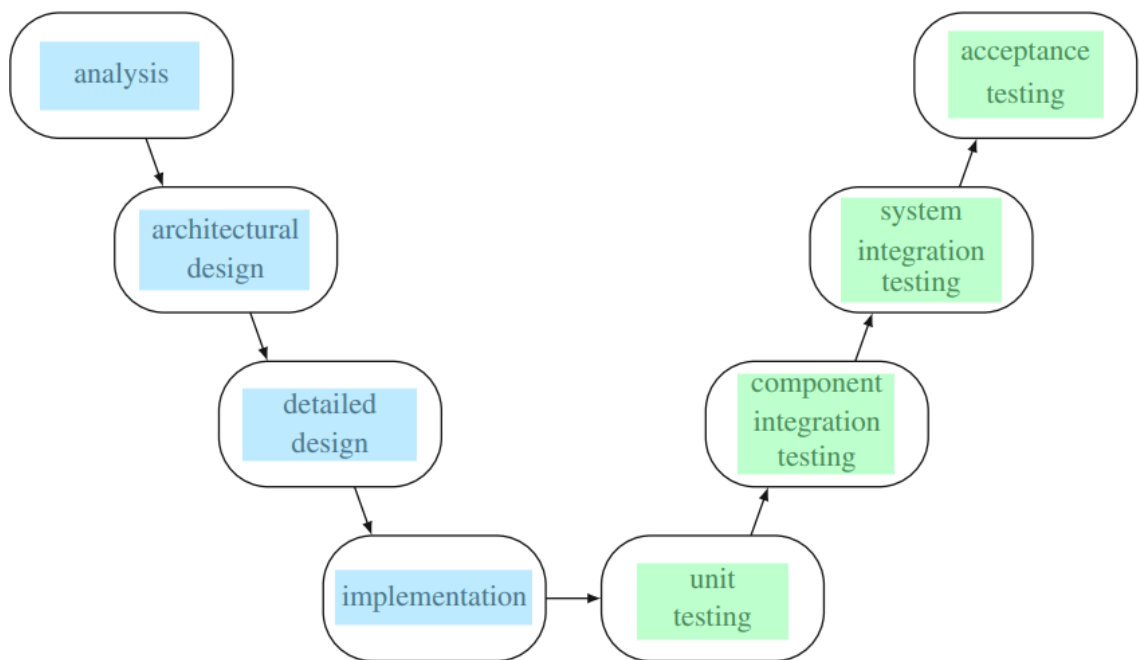 analysis
architectural
design
detailed
design
implementation
unit
testing
component
integration
testing
system
integration
testing
acceptance
testing